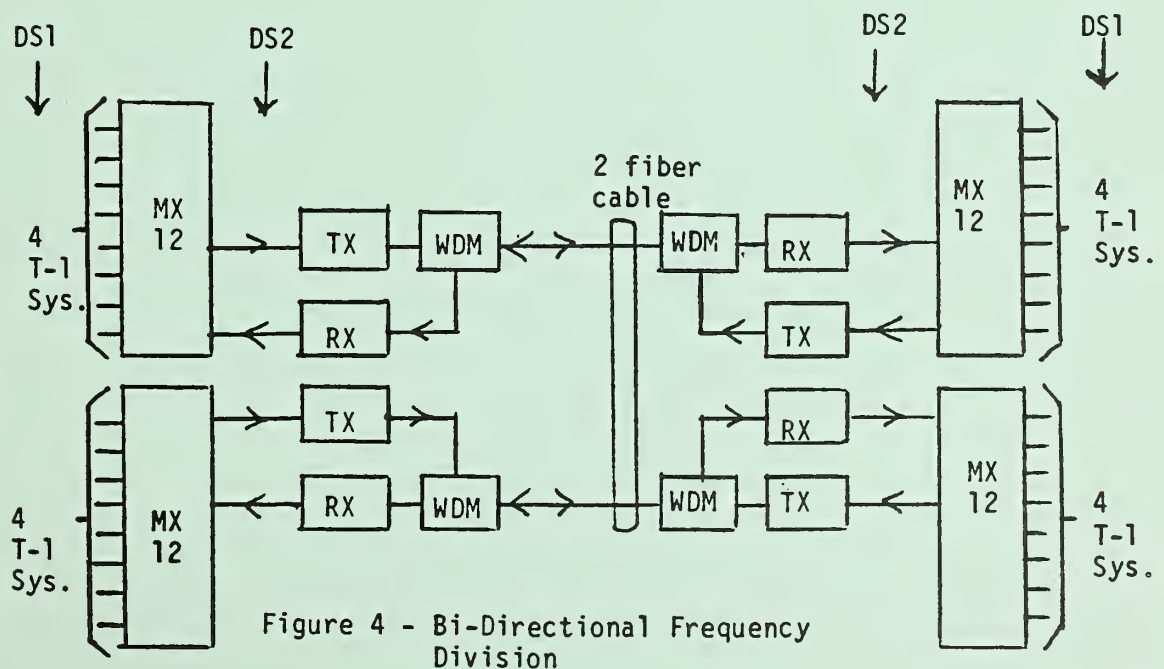 DS1
DS2
DS2
DS1
2 fiber
cable
4
T-1
Sys.
MX
12
TX
WDM
WDM
RX
MX
12
4
T-1
Sys.
RX
TX
4
T-1
Sys.
MX
12
TX
RX
MX
12
4
T-1
Sys.
RX
WDM
WDM
TX
Figure 4 - Bi-Directional Frequency
Division